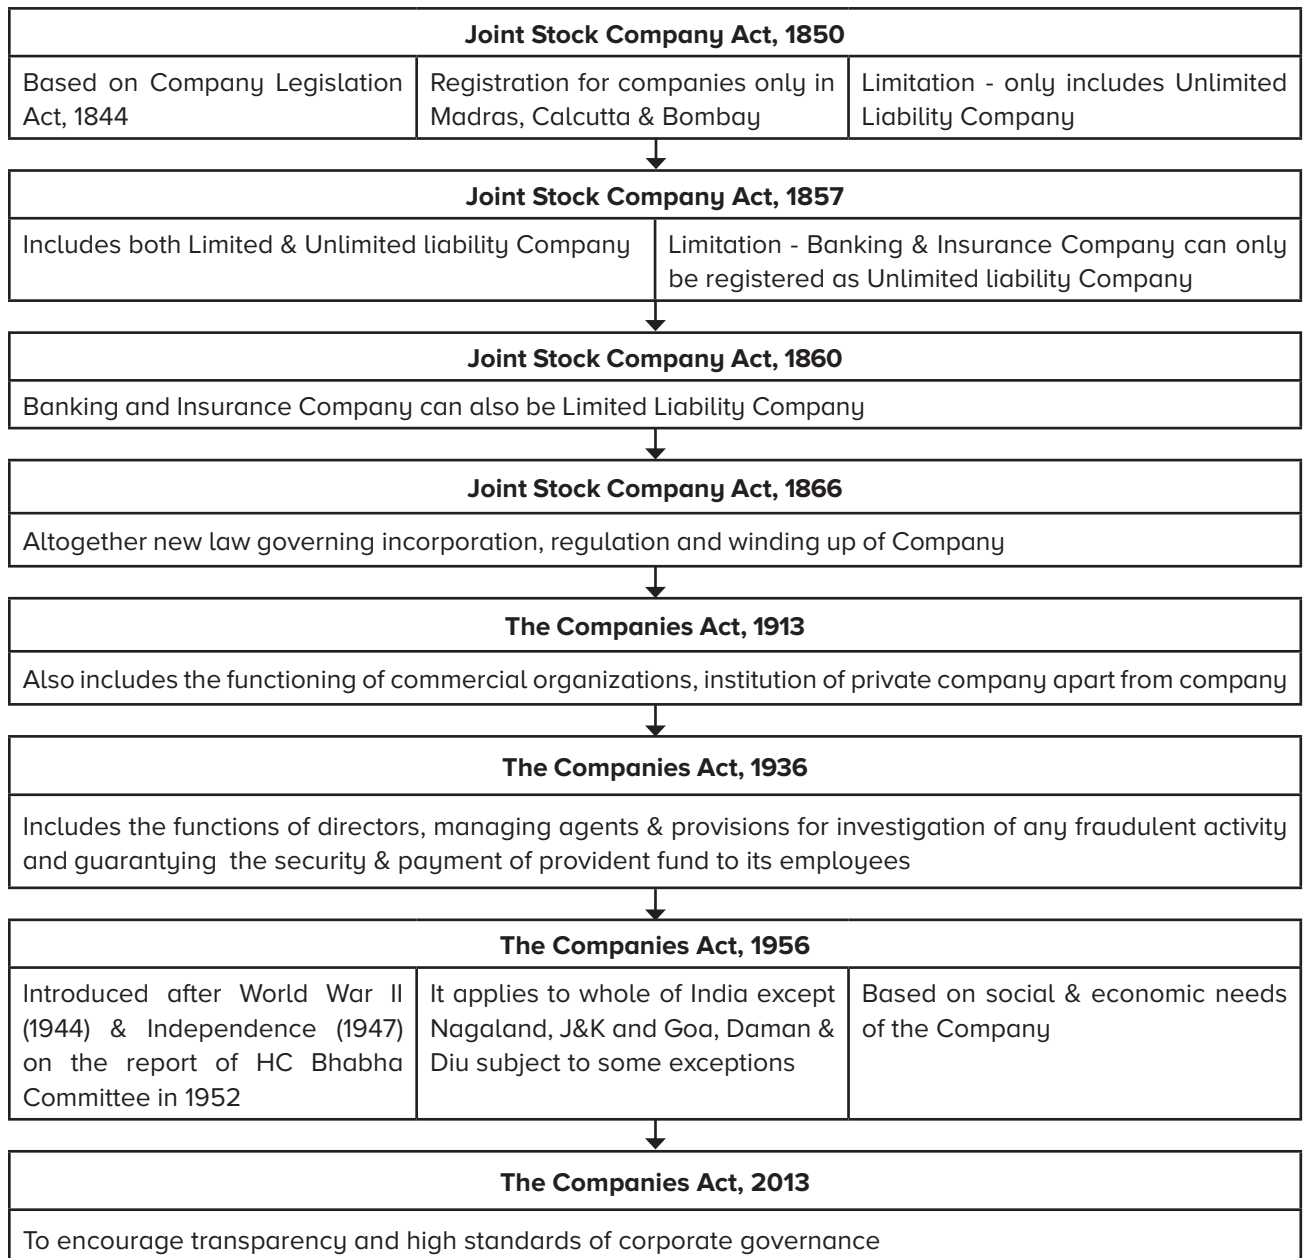 Joint Stock Company Act, 1850
Based on Company Legislation
Act, 1844
Registration for companies only in
Madras, Calcutta & Bombay
Limitation - only includes Unlimited
Liability Company
Joint Stock Company Act, 1857
Includes both Limited & Unlimited liability Company
Limitation - Banking & Insurance Company can only
be registered as Unlimited liability Company
Joint Stock Company Act, 1860
Banking and Insurance Company can also be Limited Liability Company
Joint Stock Company Act, 1866
Altogether new law governing incorporation, regulation and winding up of Company
The Companies Act, 1913
Also includes the functioning of commercial organizations, institution of private company apart from company
The Companies Act, 1936
Includes the functions of directors, managing agents & provisions for investigation of any fraudulent activity
and guarantying the security & payment of provident fund to its employees
The Companies Act, 1956
Introduced after World War II
(1944) & Independence (1947)
on the report of HC Bhabha
Committee in 1952
It applies to whole of India except
Nagaland, J&K and Goa, Daman &
Diu subject to some exceptions
Based on social & economic needs
of the Company
The Companies Act, 2013
To encourage transparency and high standards of corporate governance